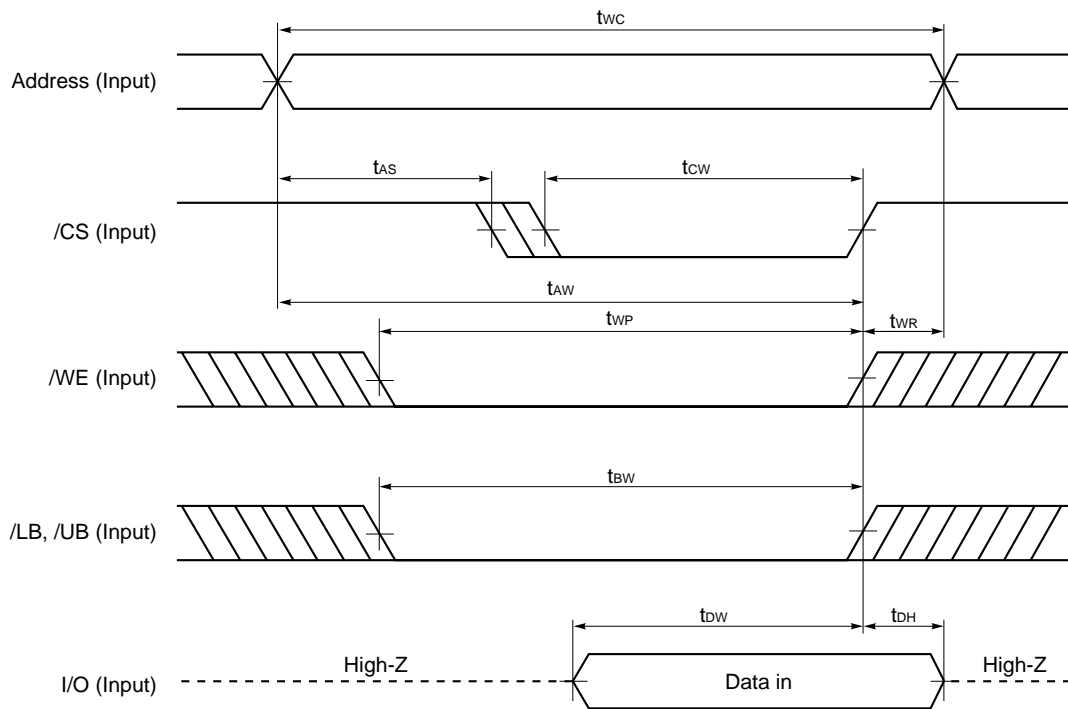 tWC
Address (Input)
tAS
tCW
/CS (Input)
tAW
tWP
tWR
/WE (Input)
tBW
/LB, /UB (Input)
tDW
tDH
High-Z
High-Z
I/O (Input)
Data in